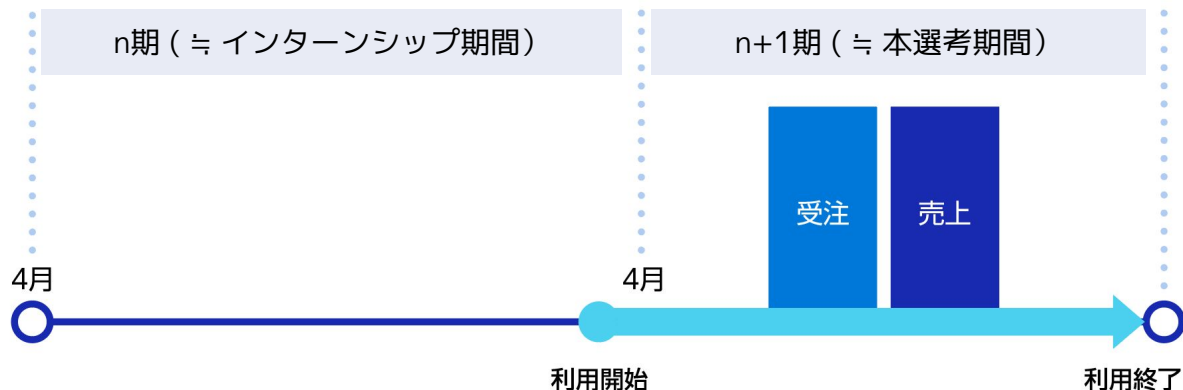 n期 ( ≒ インターンシップ期間）
n+1期 ( ≒ 本選考期間）
受注
売上
4月
4月
利用開始
利用終了